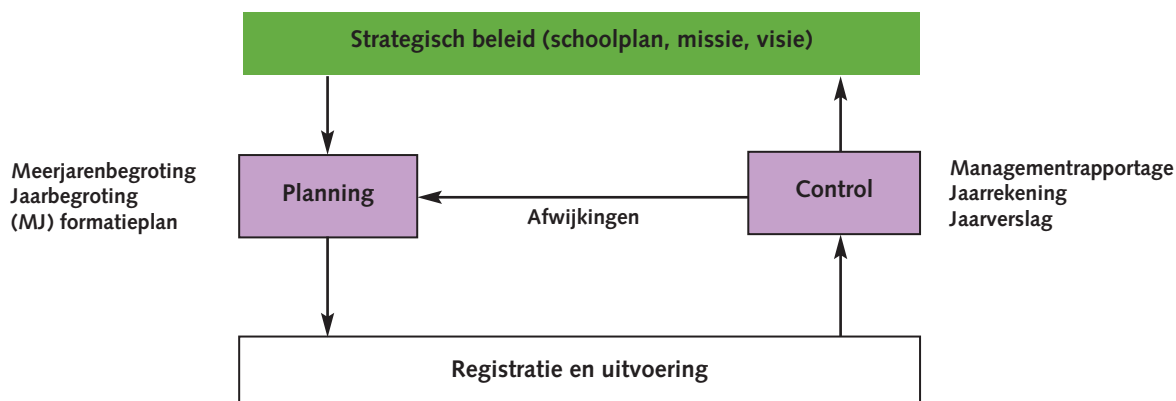 Strategisch beleid (schoolplan, missie, visie)
Meerjarenbegroting
Jaarbegroting
(MJ) formatieplan
Planning
Afwijkingen
Control
Managementrapportage
Jaarrekening
Jaarverslag
Registratie en uitvoering